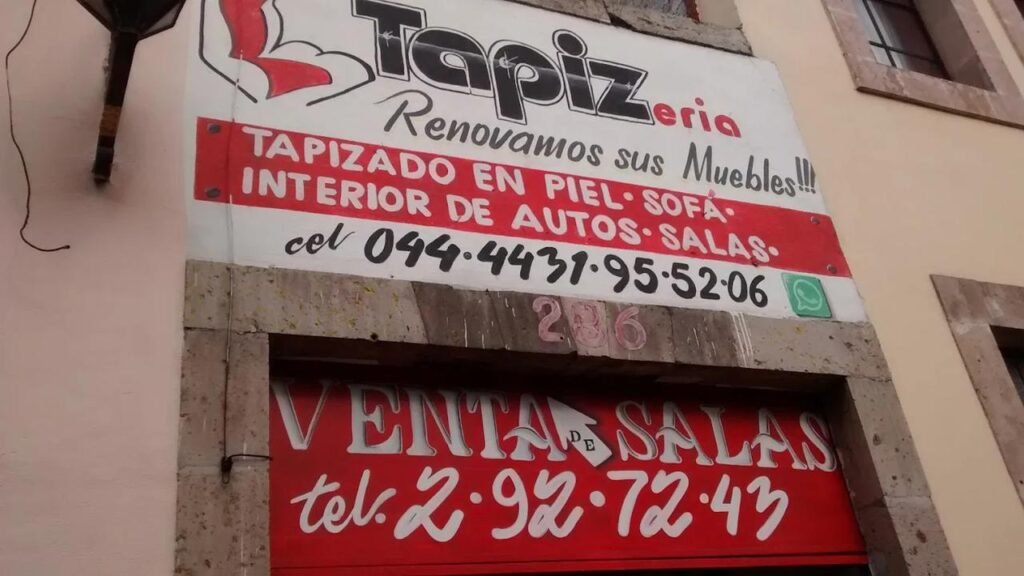 Tapizeria
Renovamos sus Muebles!!!
TAPIZADO EN PIEL· SOFÁ·
INTERIOR DE AUTOS·SALAS·
cel 044·4431·95·52·06
286
VENTA DE SALAS
tel. 2·92·72·43